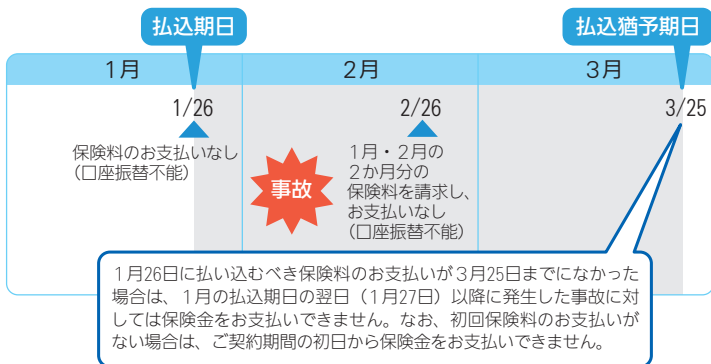 払込期日
払込猶予期日
1月
2月
3月
1/26
2/26
3/25
保険料のお支払いなし
(口座振替不能)
事故
1月・2月の
2か月分の
保険料を請求し、
お支払いなし
(口座振替不能)
1月26日に払い込むべき保険料のお支払いが3月25日までになかった
場合は、1月の払込期日の翌日(1月27日)以降に発生した事故に対
しては保険金をお支払いできません。なお、初回保険料のお支払いが
ない場合は、ご契約期間の初日から保険金をお支払いできません。